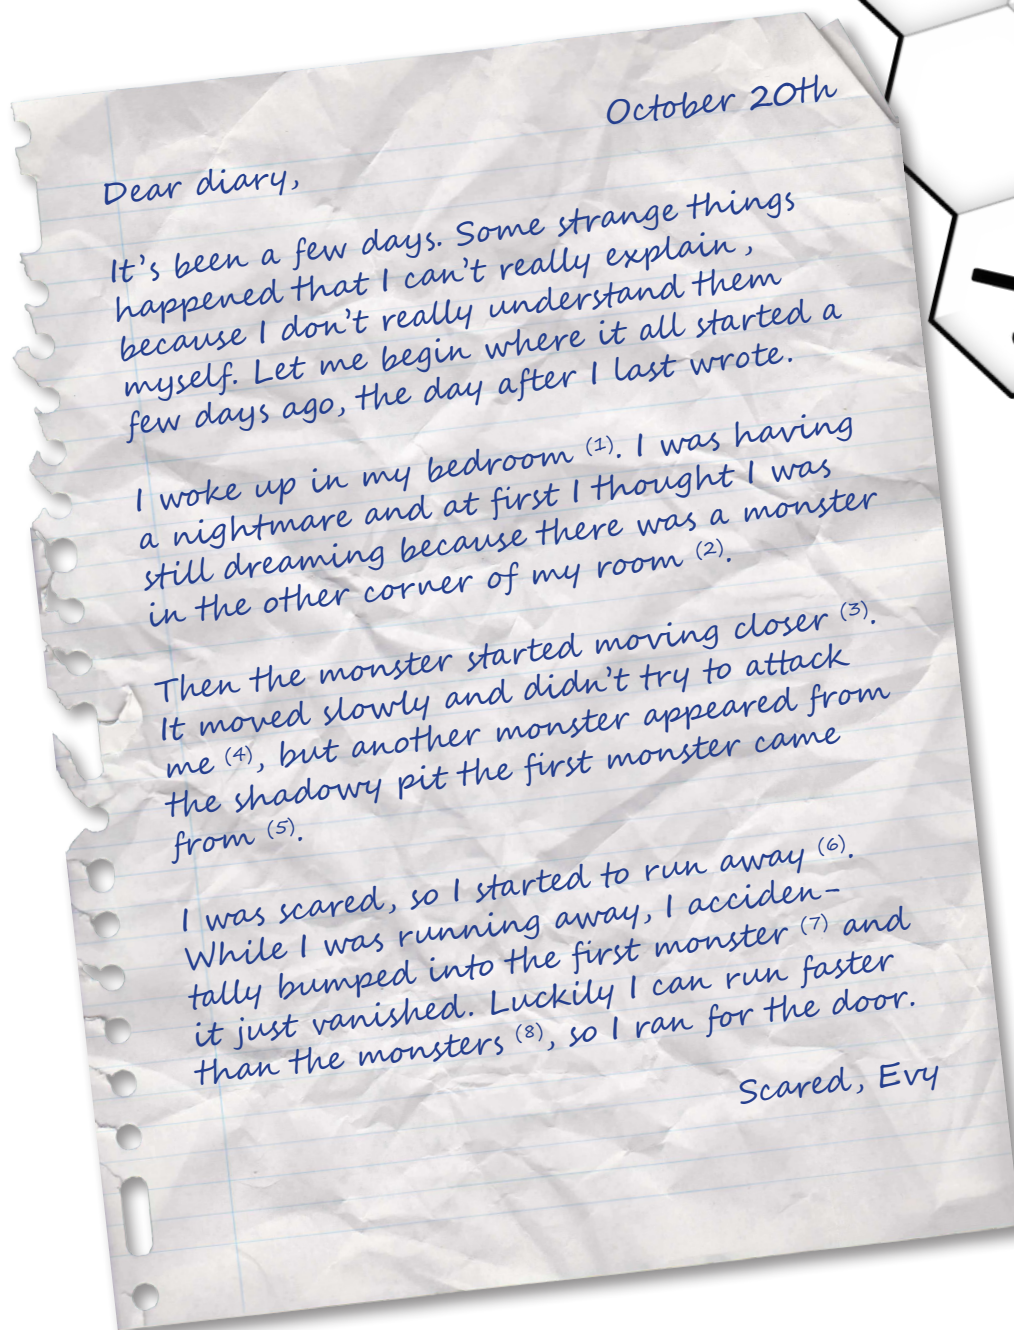 October 20th
Dear diary,
It's been a few days. Some strange things
happened that I can't really explain,
because I don't really understand them
myself. Let me begin where it all started a
few days ago, the day after I last wrote.
I woke up in my bedroom (1). I was having
a nightmare and at first I thought I was
still dreaming because there was a monster
in the other corner of my room (2).
Then the monster started moving closer (3).
It moved slowly and didn't try to attack
me (4), but another monster appeared from
the shadowy pit the first monster came
from (5).
I was scared, so I started to run away (6).
While I was running away, I acciden-
tally bumped into the first monster (7) and
it just vanished. Luckily I can run faster
than the monsters (8), so I ran for the door.
Scared, Evy